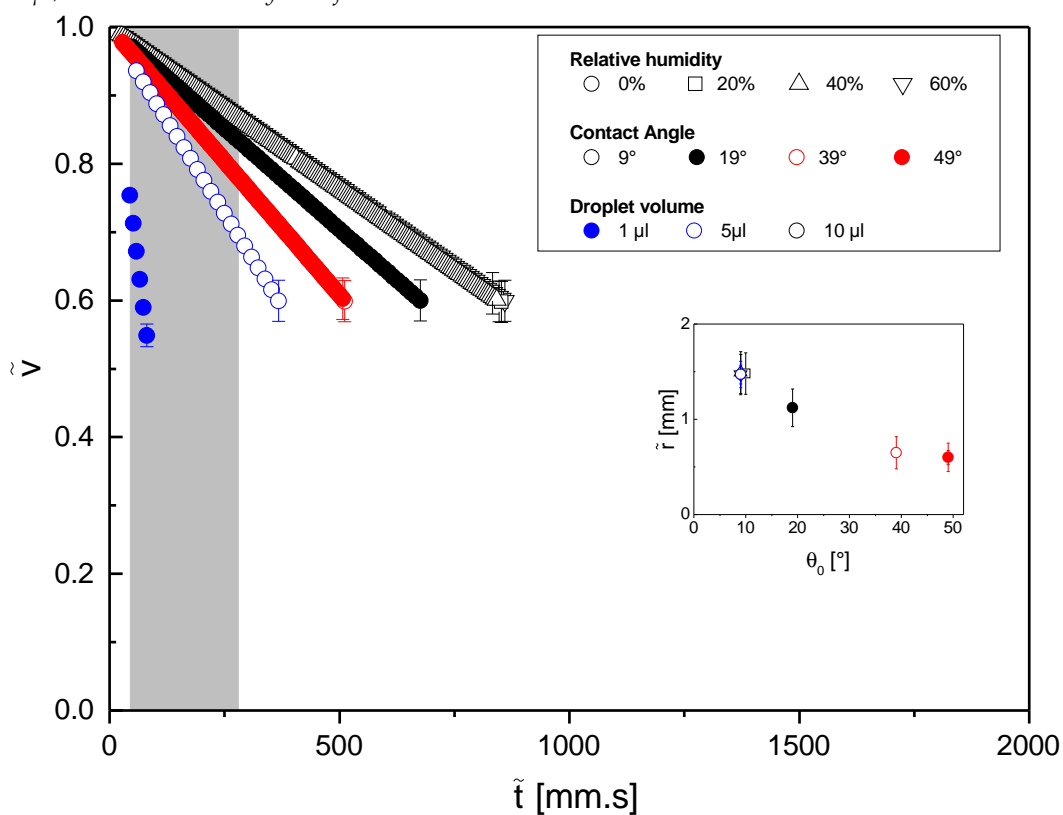 1.0
0.8
0.6
0.4
0.2
0.0
ṽ
0 500 1000 1500 2000
t̃ [mm.s]
Relative humidity
0% 20% 40% 60%
Contact Angle
9° 19° 39° 49°
Droplet volume
1 µl 5µl 10 µl
2
1
0
r̃ [mm]
0 10 20 30 40 50
θ0 [°]